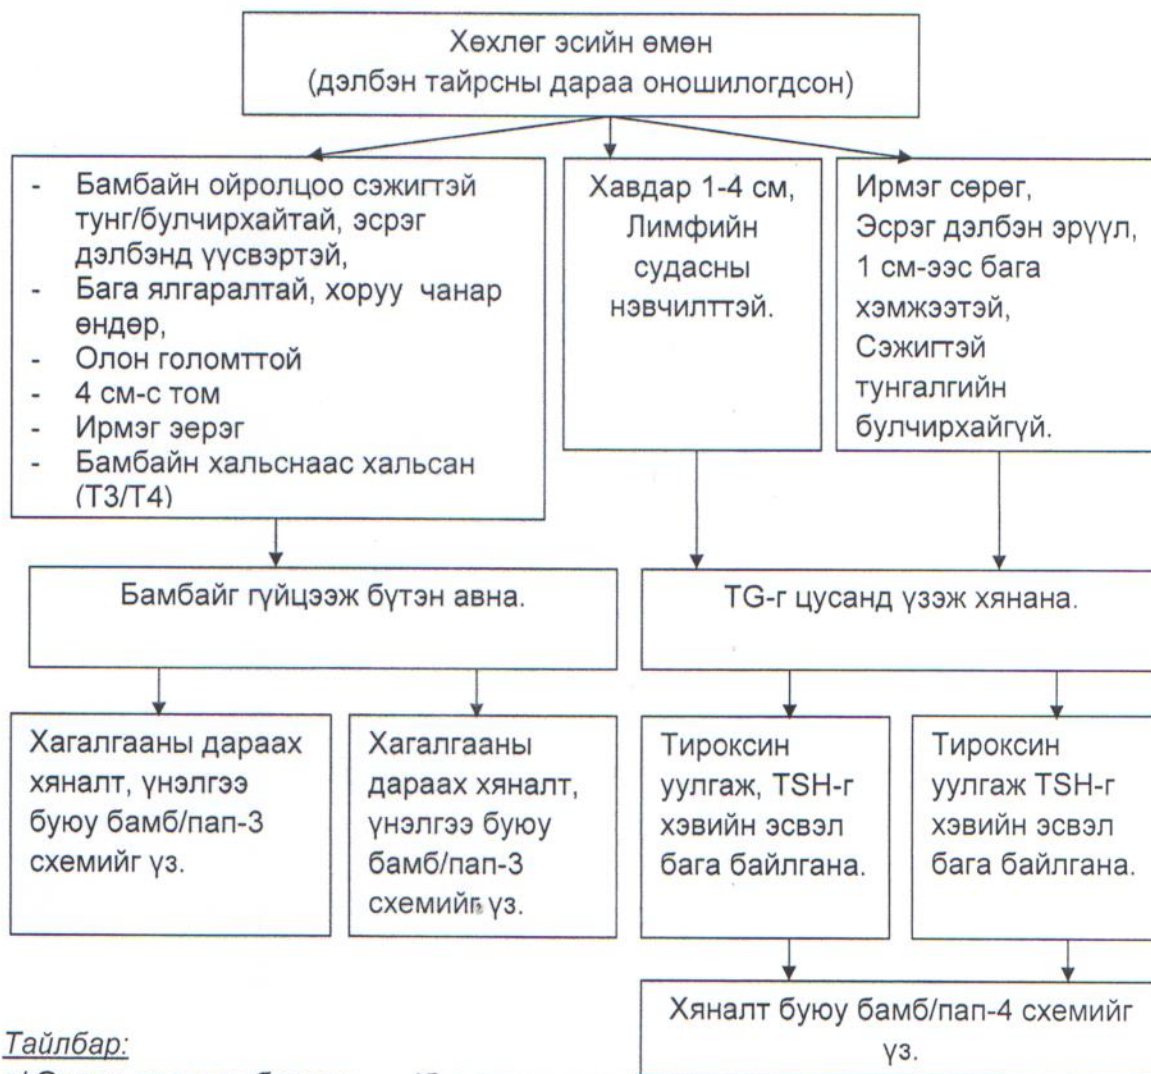 Хөхлөг эсийн өмөн
(дэлбэн тайрсны дараа оношилогдсон)
- Бамбайн ойролцоо сэжигтэй
тунг/булчирхайтай, эсрэг
дэлбэнд үүсвэртэй,
- Бага ялгаралтай, хоруу чанар
өндөр,
- Олон голомттой
- 4 см-с том
- Ирмэг эерэг
- Бамбайн хальснаас хальсан
(Т3/Т4)
Хавдар 1-4 см,
Лимфийн
судасны
нэвчилттэй.
Ирмэг сөрөг,
Эсрэг дэлбэн эрүүл,
1 см-ээс бага
хэмжээтэй,
Сэжигтэй
тунгалгийн
булчирхайгүй.
Бамбайг гүйцээж бүтэн авна.
TG-г цусанд үзэж хянана.
Хагалгааны дараах
хяналт, үнэлгээ
буюу бамб/пап-3
схемийг үз.
Хагалгааны
дараах хяналт,
үнэлгээ буюу
бамб/пап-3
схемийг үз.
Тироксин
уулгаж, TSH-г
хэвийн эсвэл
бага байлгана.
Тироксин
уулгаж TSH-г
хэвийн эсвэл
бага байлгана.
Хяналт буюу бамб/пап-4 схемийг
үз.
Тайлбар: